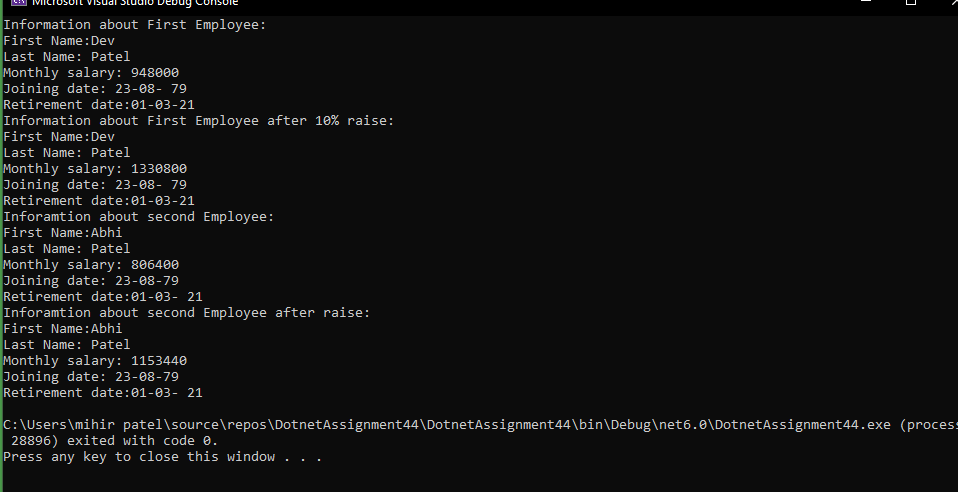 Microsoft Visual Studio Debug Console
Information about First Employee:
First Name:Dev
Last Name: Patel
Monthly salary: 948000
Joining date: 23-08- 79
Retirement date:01-03-21
Information about First Employee after 10% raise:
First Name:Dev
Last Name: Patel
Monthly salary: 1330800
Joining date: 23-08- 79
Retirement date:01-03-21
Inforamtion about second Employee:
First Name:Abhi
Last Name: Patel
Monthly salary: 806400
Joining date: 23-08-79
Retirement date:01-03- 21
Inforamtion about second Employee after raise:
First Name:Abhi
Last Name: Patel
Monthly salary: 1153440
Joining date: 23-08-79
Retirement date:01-03- 21
C:\Users\mihir patel\source\repos\DotnetAssignment44\DotnetAssignment44\bin\Debug\net6.0\DotnetAssignment44.exe (process
28896) exited with code 0.
Press any key to close this window . . .